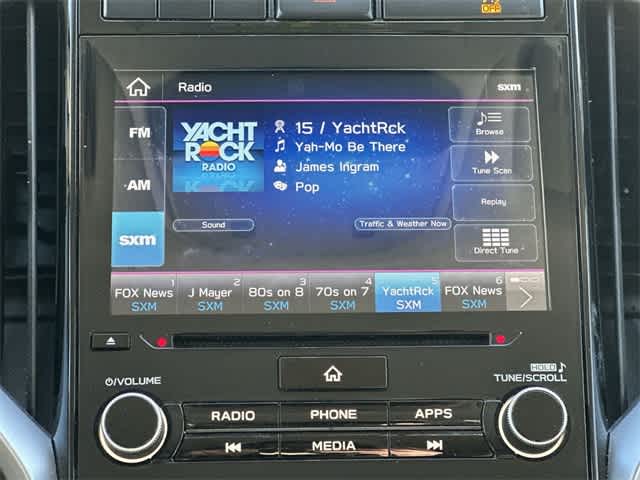 OFF
Radio
sxm
FM
AM
sxm
YACHT
ROCK
RADIO
15 / YachtRck
Yah-Mo Be There
James Ingram
Pop
Browse
Tune Scan
Replay
Direct Tune
Sound
Traffic & Weather Now
1 2 3 4 5 6
FOX News J Mayer 80s on 8 70s on 7 YachtRck FOX News
SXM SXM SXM SXM SXM SXM
VOLUME
HOLD
TUNE/SCROLL
RADIO PHONE APPS
MEDIA